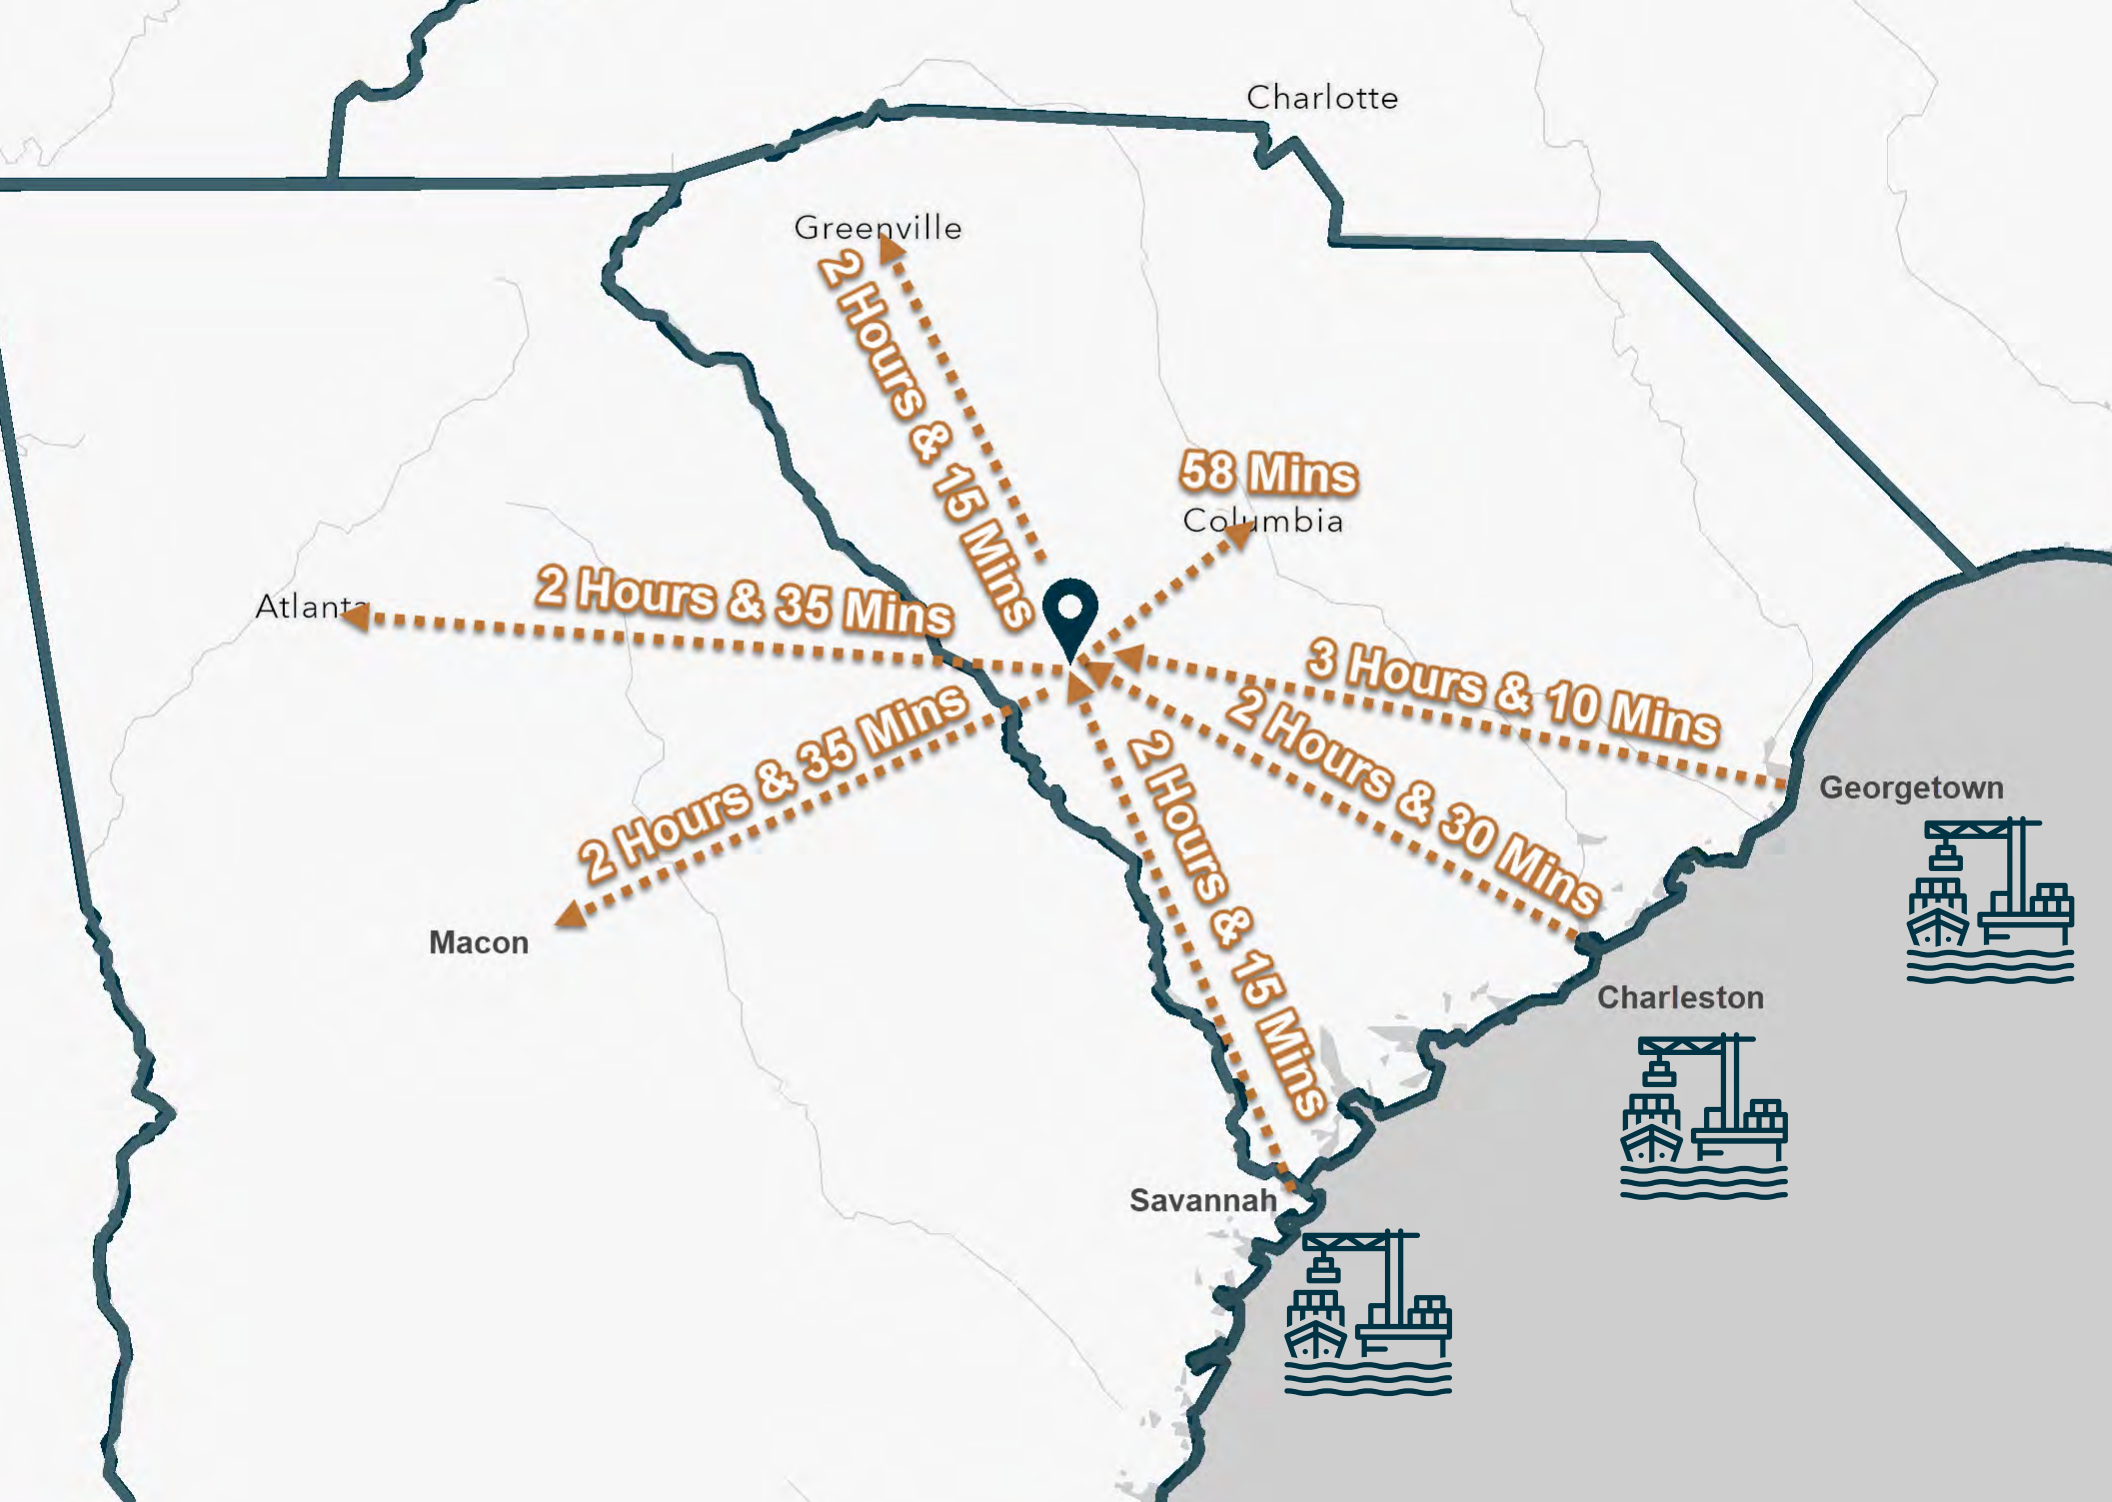 Charlotte
Greenville
2 Hours & 15 Mins
58 Mins
Columbia
Atlanta
2 Hours & 35 Mins
3 Hours & 10 Mins
2 Hours & 35 Mins
2 Hours & 30 Mins
2 Hours & 15 Mins
Georgetown
Macon
Charleston
Savannah